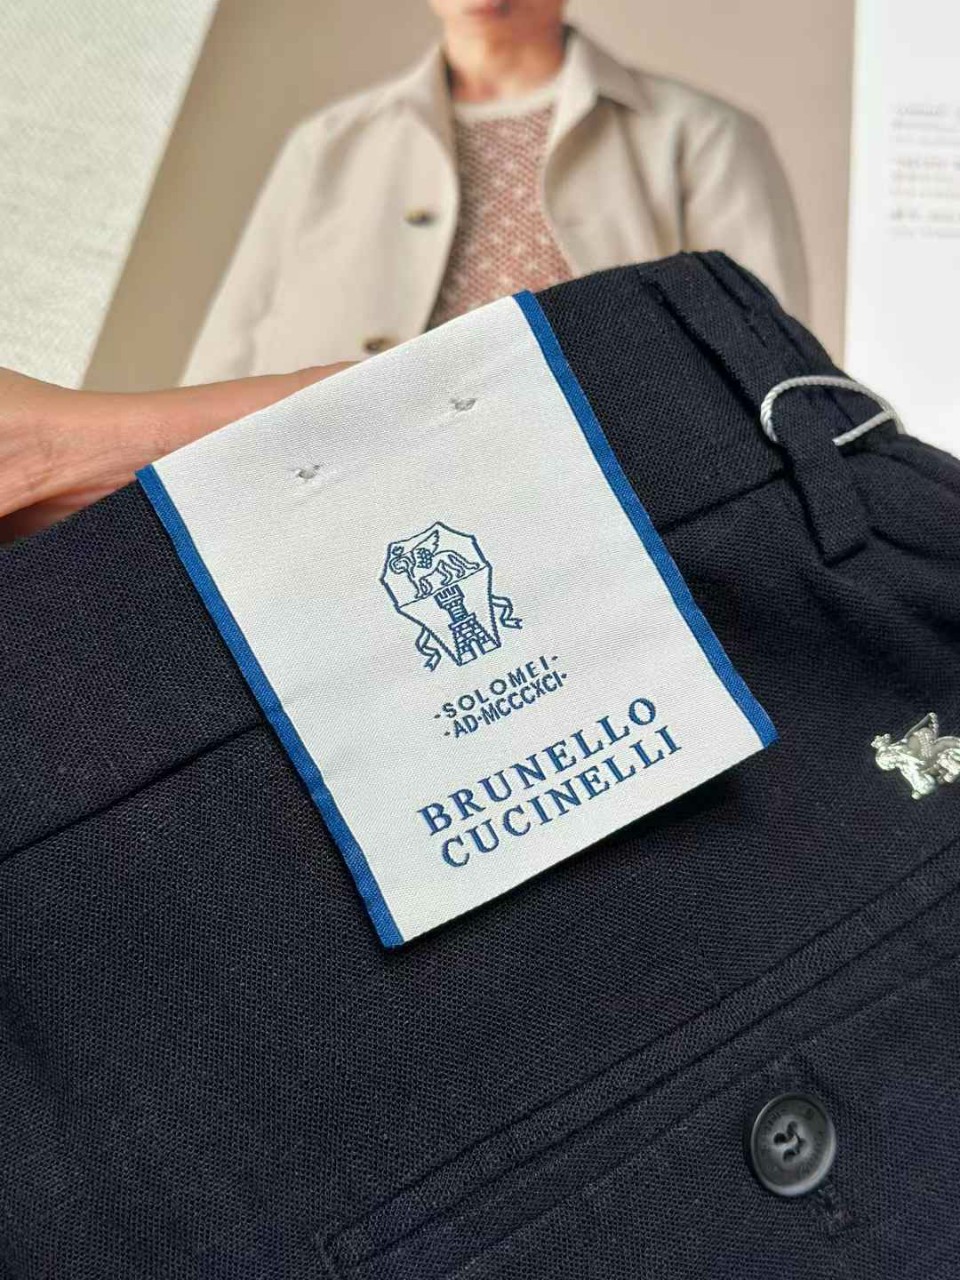 -SOLOMEI-
-AD-MCCCXCI-
BRUNELLO
CUCINELLI